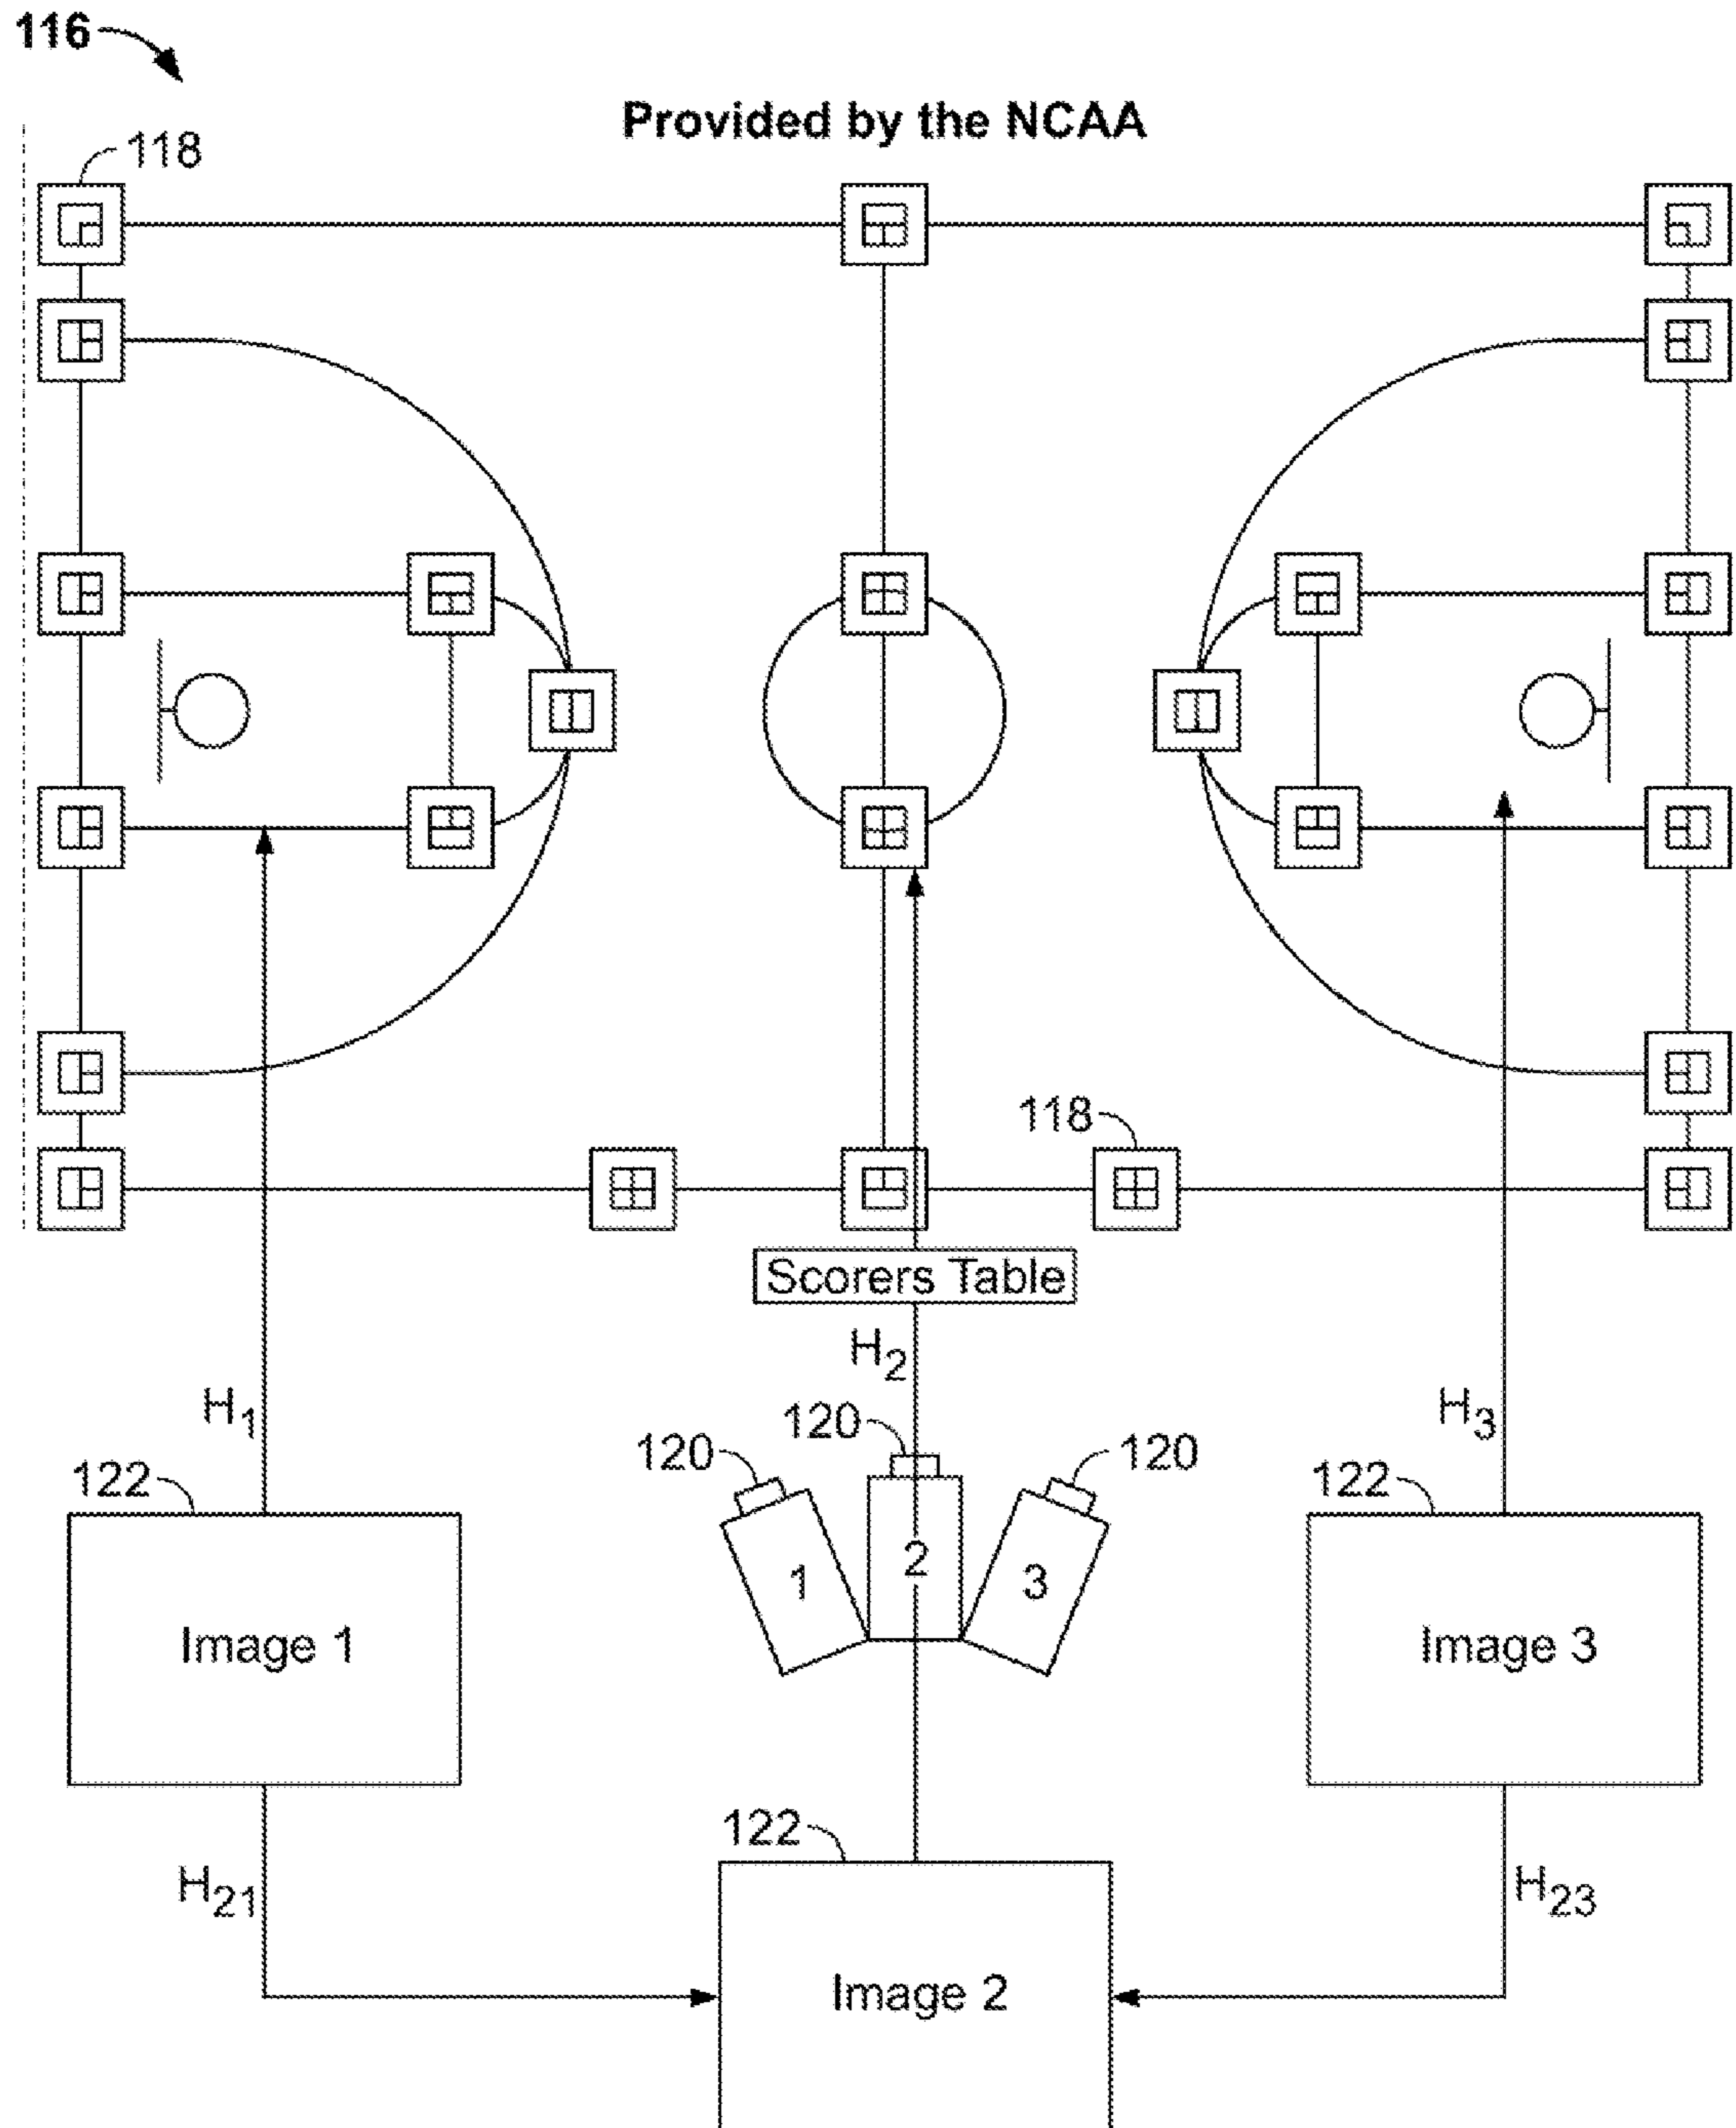 116
Provided by the NCAA
118
118
Scorers Table
H2
H1
H3
120
120
120
122
122
1
2
3
Image 1
Image 3
122
H21
H23
Image 2